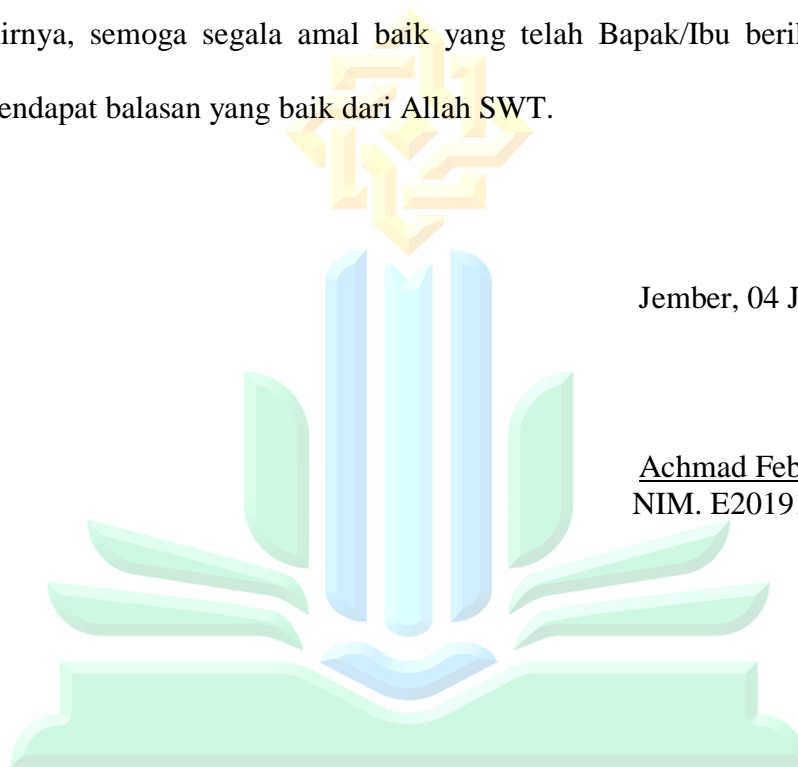 irnya, semoga segala amal baik yang telah Bapak/Ibu beri
endapat balasan yang baik dari Allah SWT.
Jember, 04 J
Achmad Feb
NIM. E2019